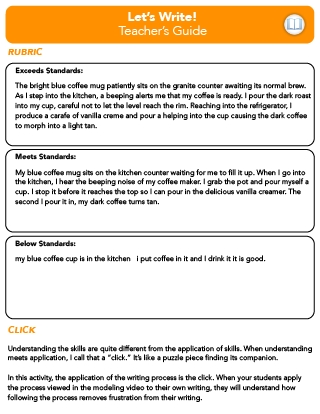 Let's Write!
Teacher's Guide
RUBRIC
Exceeds Standards:
The bright blue coffee mug patiently sits on the granite counter awaiting its normal brew.
As I step into the kitchen, a beeping alerts me that my coffee is ready. I pour the dark roast
into my cup, careful not to let the level reach the rim. Reaching into the refrigerator, I
produce a carafe of vanilla creme and pour a helping into the cup causing the dark coffee
to morph into a light tan.
Meets Standards:
My blue coffee mug sits on the kitchen counter waiting for me to fill it up. When I go into
the kitchen, I hear the beeping noise of my coffee maker. I grab the pot and pour myself a
cup. I stop it before it reaches the top so I can pour in the delicious vanilla creamer. The
second I pour it in, my dark coffee turns tan.
Below Standards:
my blue coffee cup is in the kitchen i put coffee in it and I drink it it is good.
CLICK
Understanding the skills are quite different from the application of skills. When understanding
meets application, I call that a "click." It's like a puzzle piece finding its companion.
In this activity, the application of the writing process is the click. When your students apply
the process viewed in the modeling video to their own writing, they will understand how
following the process removes frustration from their writing.